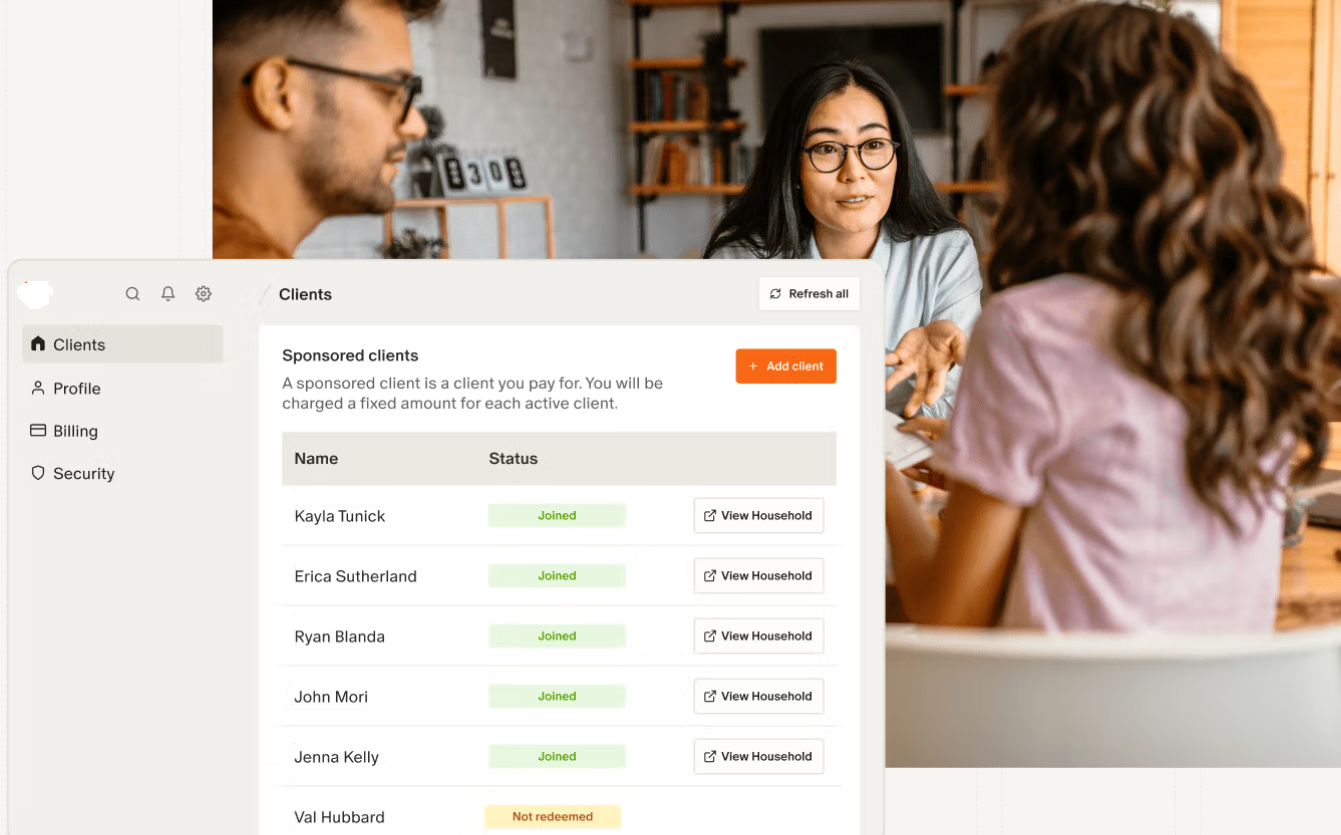 308
Clients
Refresh all
Clients
Profile
Billing
Security
Sponsored clients
A sponsored client is a client you pay for. You will be
charged a fixed amount for each active client.
+ Add client
Name Status
Kayla Tunick Joined View Household
Erica Sutherland Joined View Household
Ryan Blanda Joined View Household
John Mori Joined View Household
Jenna Kelly Joined View Household
Val Hubbard Not redeemed